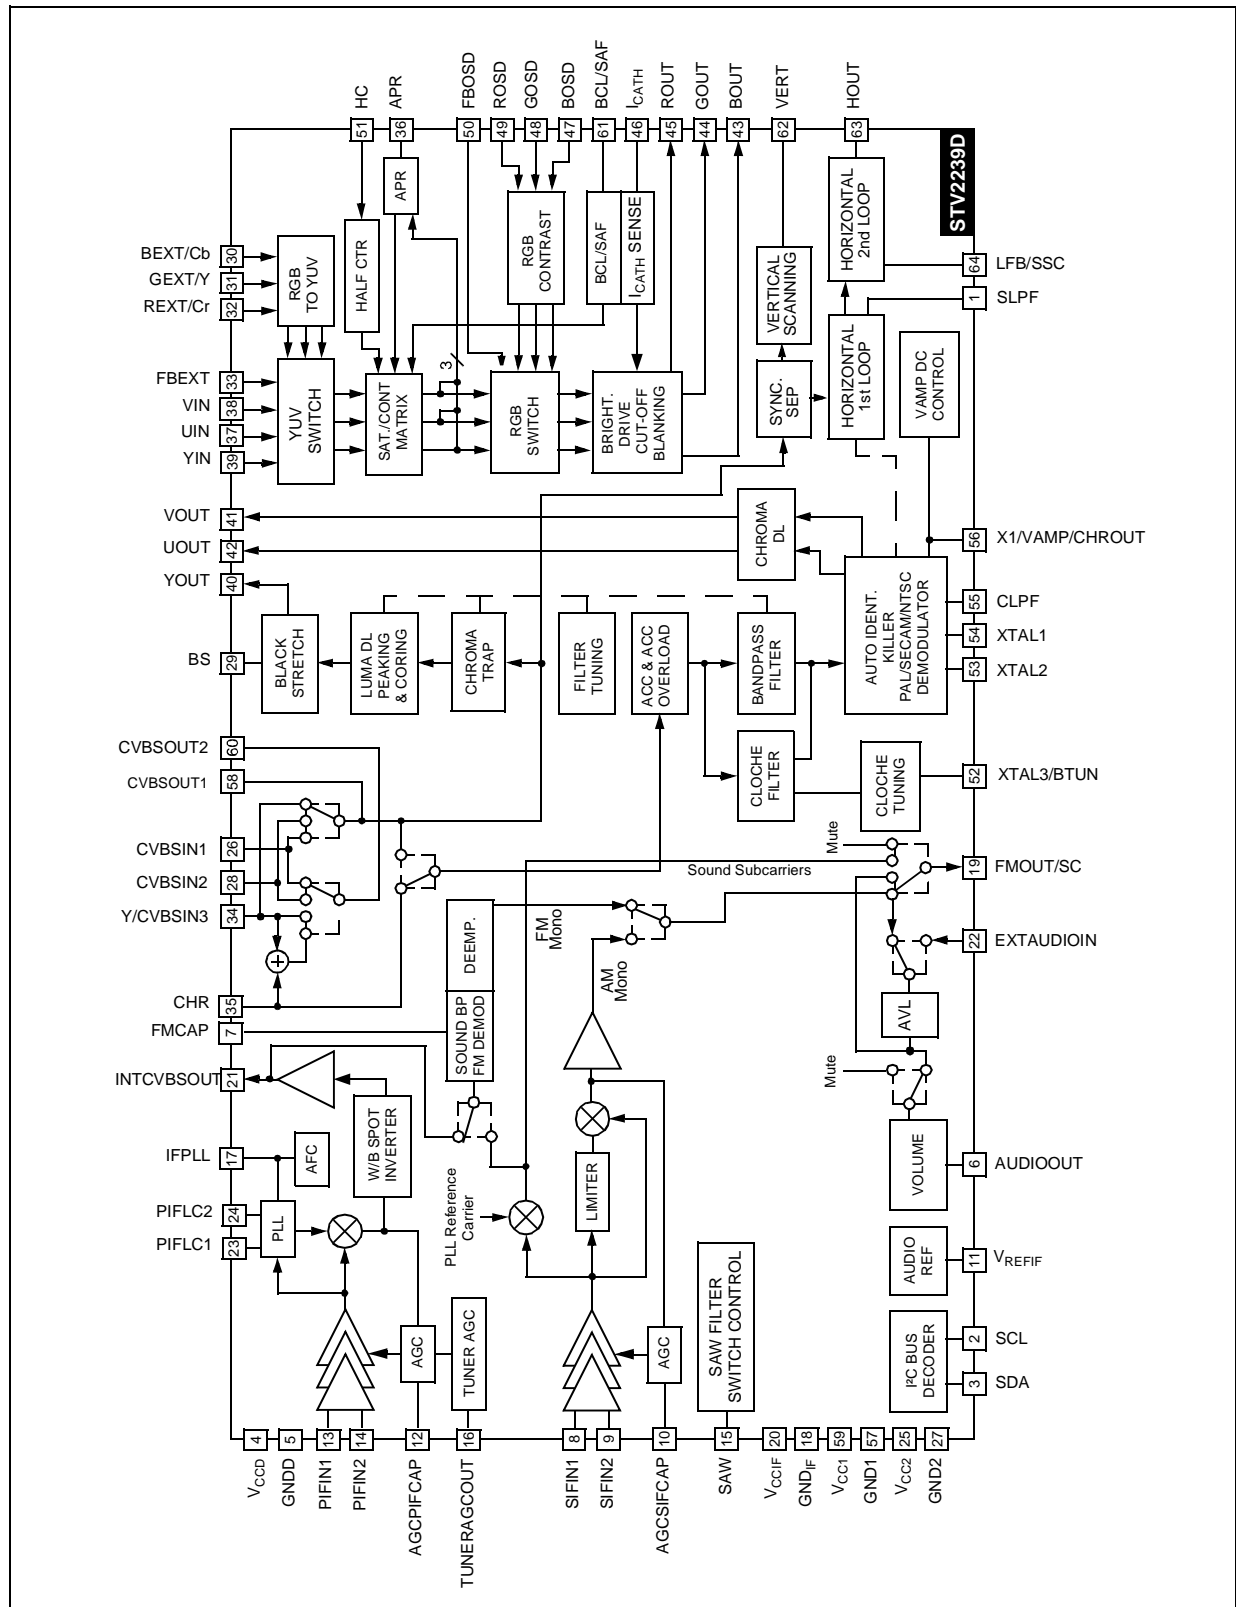 HC
APR
FBOSD
ROSD
GOSD
BOSD
BCL/SAF
ICATH
ROUT
GOUT
BOUT
VERT
HOUT
51
36
50
49
48
47
61
46
45
44
43
62
63
STV2239D
APR
HALF CTR
RGB
CONTRAST
BCL/SAF
ICATH SENSE
VERTICAL
SCANNING
HORIZONTAL
2nd LOOP
BEXT/Cb
30
GEXT/Y
31
REXT/Cr
32
RGB
TO YUV
64
LFB/SSC
1
SLPF
FBEXT
33
VIN
38
UIN
37
YIN
39
YUV
SWITCH
SAT./CONT
MATRIX
3
RGB
SWITCH
BRIGHT.
DRIVE
CUT-OFF
BLANKING
SYNC.
SEP
HORIZONTAL
1st LOOP
VAMP DC
CONTROL
VOUT
41
UOUT
42
YOUT
40
CHROMA
DL
56
X1/VAMP/CHROUT
55
CLPF
54
XTAL1
53
XTAL2
BS
29
BLACK
STRETCH
LUMA DL
PEAKING
& CORING
CHROMA
TRAP
FILTER
TUNING
ACC & ACC
OVERLOAD
BANDPASS
FILTER
AUTO IDENT.
KILLER
PAL/SECAM/NTSC
DEMODULATOR
CVBSOUT2
60
CVBSOUT1
58
CLOCHE
FILTER
CLOCHE
TUNING
52
XTAL3/BTUN
CVBSIN1
26
CVBSIN2
28
Y/CVBSIN3
34
+
Mute
Sound Subcarriers
19
FMOUT/SC
DEEMP.
FM
Mono
AM
Mono
22
EXTAUDIOIN
CHR
35
FMCAP
7
SOUND BP
FM DEMOD
AVL
INTCVBSOUT
21
Mute
W/B SPOT
INVERTER
IFPLL
17
AFC
LIMITER
VOLUME
6
AUDIOOUT
PIFLC2
24
PIFLC1
23
PLL
PLL Reference
Carrier
AUDIO
REF
11
VREFIF
AGC
TUNER AGC
AGC
SAW FILTER
SWITCH CONTROL
I²C BUS
DECODER
2
SCL
3
SDA
4
5
13
14
12
16
8
9
10
15
20
18
59
57
25
27
VCCD
GNDD
PIFIN1
PIFIN2
AGCPIFCAP
TUNERAGCOUT
SIFIN1
SIFIN2
AGCSIFCAP
SAW
VCCIF
GNDIF
VCC1
GND1
VCC2
GND2